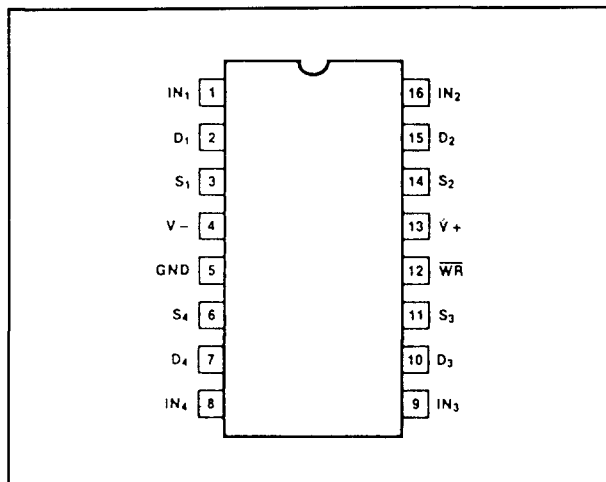 IN₁ 1 16 IN₂
D₁ 2 15 D₂
S₁ 3 14 S₂
V− 4 13 V+
GND 5 12 W̅R̅
S₄ 6 11 S₃
D₄ 7 10 D₃
IN₄ 8 9 IN₃